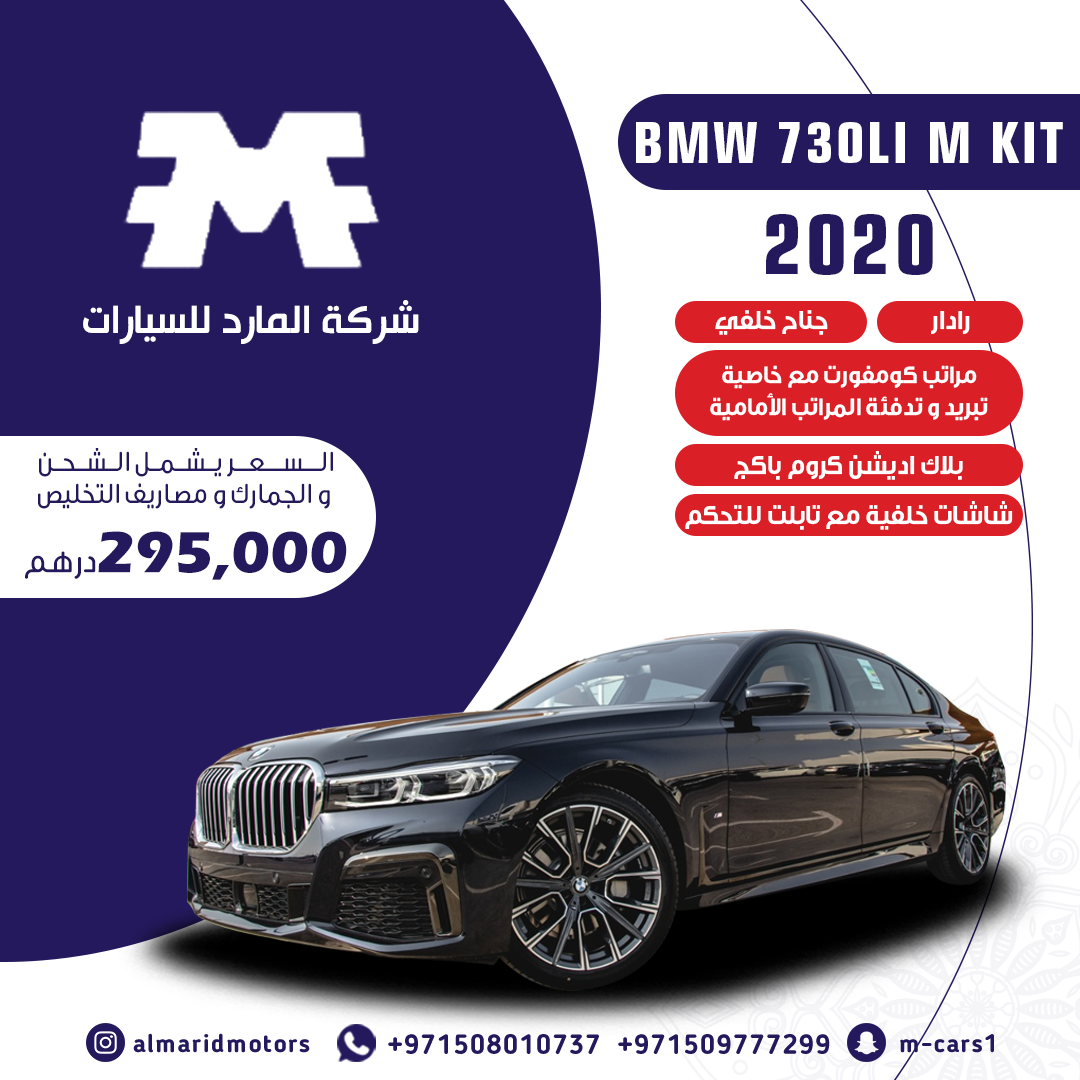 BMW 730LI M KIT
2020
رادار
جناح خلفي
مراتب كومفورت مع خاصية
تبريد و تدفئة المراتب الأمامية
بلاك اديشن كروم باكج
شاشات خلفية مع تابلت للتحكم
M
شركة المارد للسيارات
السعر يشمل الشحن
و الجمارك و مصاريف التخليص
295,000درهم
almaridmotors
+971508010737 +971509777299
m-cars1